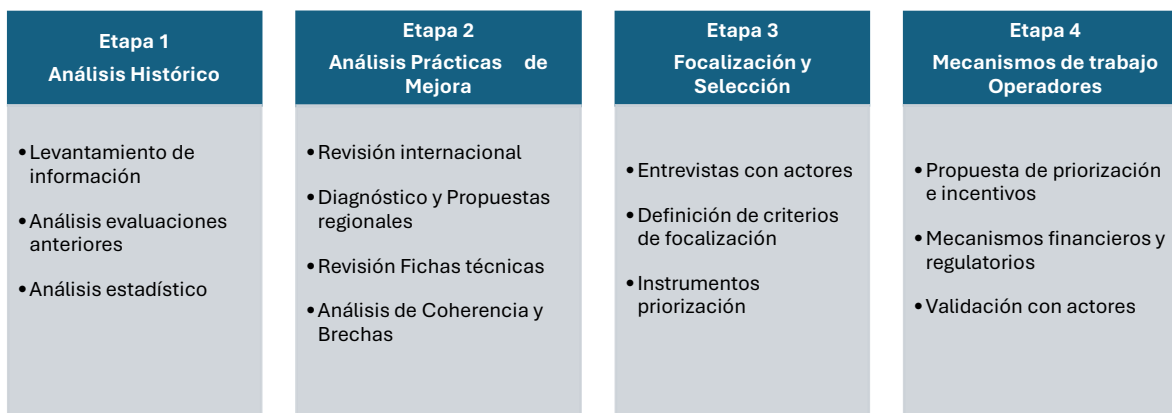 Etapa 1
Análisis Histórico
• Levantamiento de
información
• Análisis evaluaciones
anteriores
• Análisis estadístico
Etapa 2
Análisis Prácticas de
Mejora
• Revisión internacional
• Diagnóstico y Propuestas
regionales
• Revisión Fichas técnicas
• Análisis de Coherencia y
Brechas
Etapa 3
Focalización y
Selección
• Entrevistas con actores
• Definición de criterios
de focalización
• Instrumentos
priorización
Etapa 4
Mecanismos de trabajo
Operadores
• Propuesta de priorización
e incentivos
• Mecanismos financieros y
regulatorios
• Validación con actores